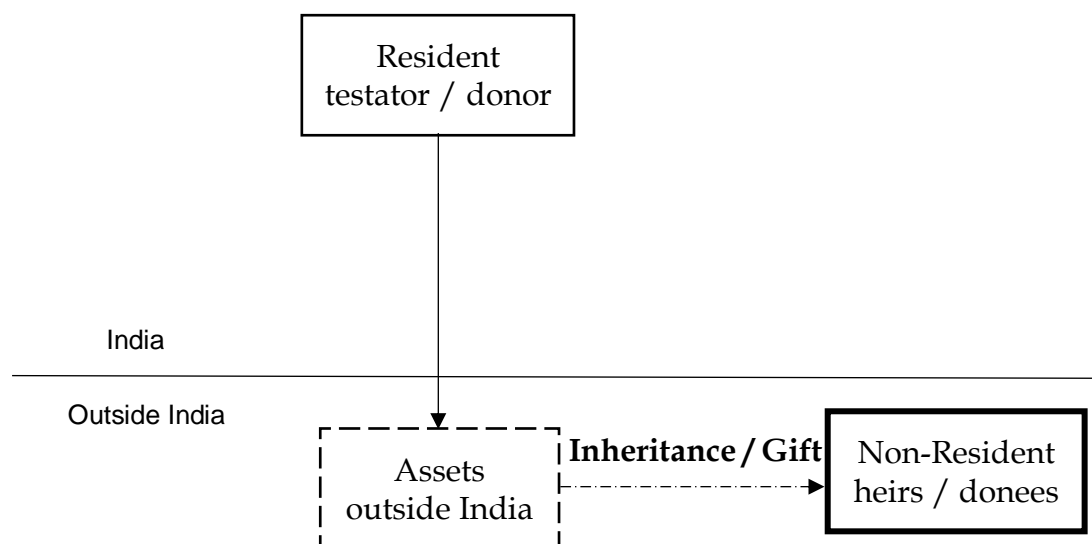 Resident
testator / donor
India
Outside India
Assets
outside India
Inheritance / Gift
Non-Resident
heirs / donees